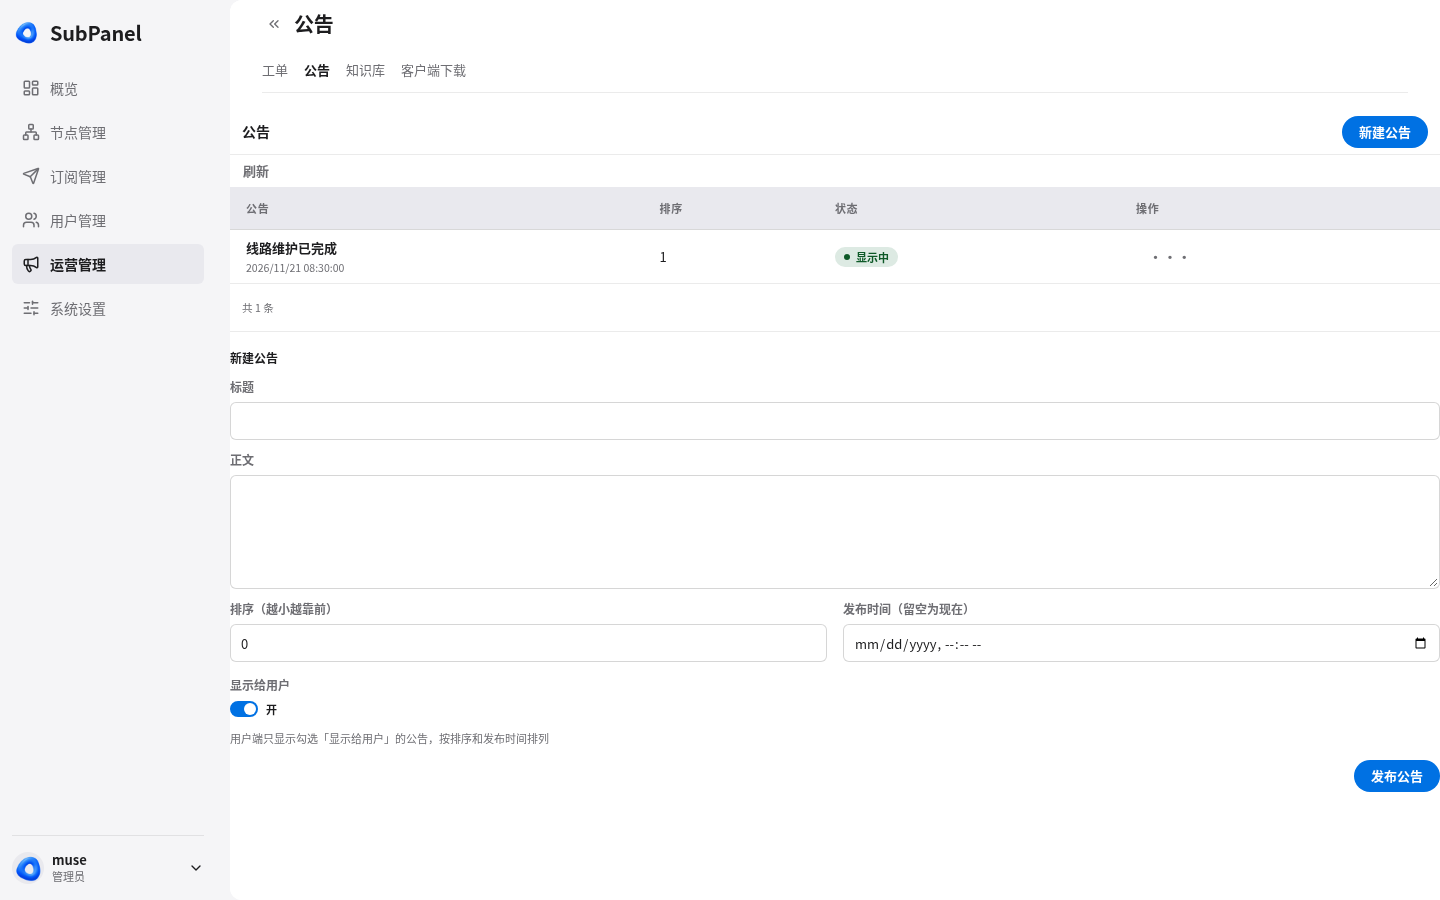 SubPanel
概览
节点管理
订阅管理
用户管理
运营管理
系统设置
muse
管理员
公告
工单 公告 知识库 客户端下载
公告 新建公告
刷新
公告 排序 状态 操作
线路维护已完成
2026/11/21 08:30:00
1 显示中
共 1 条
新建公告
标题
正文
排序（越小越靠前） 发布时间（留空为现在）
0 mm/dd/yyyy, --:-- --
显示给用户
开
用户端只显示勾选「显示给用户」的公告，按排序和发布时间排列
发布公告